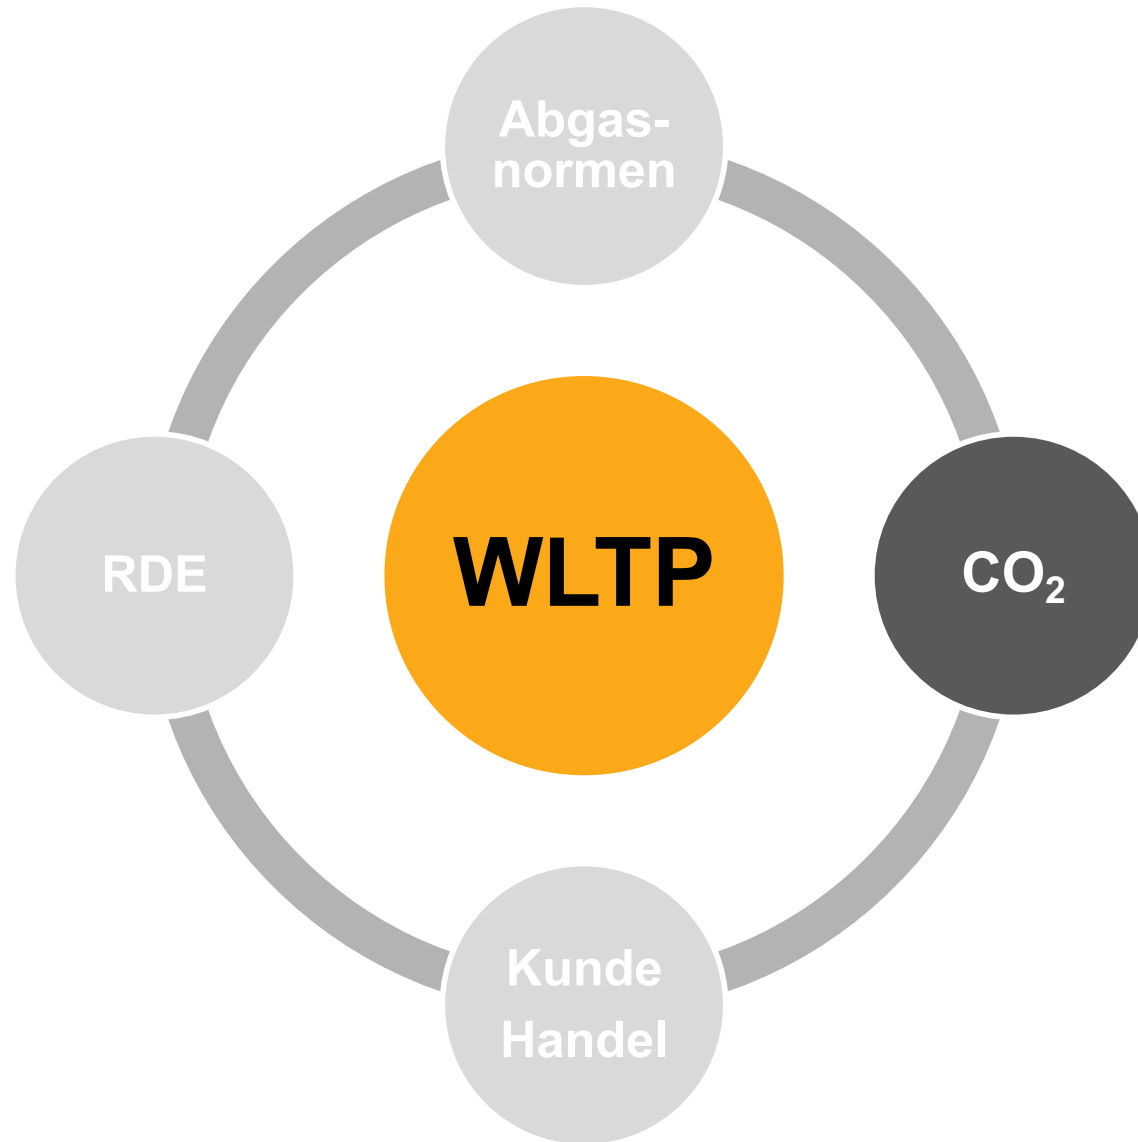 Abgas-
normen
RDE
WLTP
CO₂
Kunde
Handel